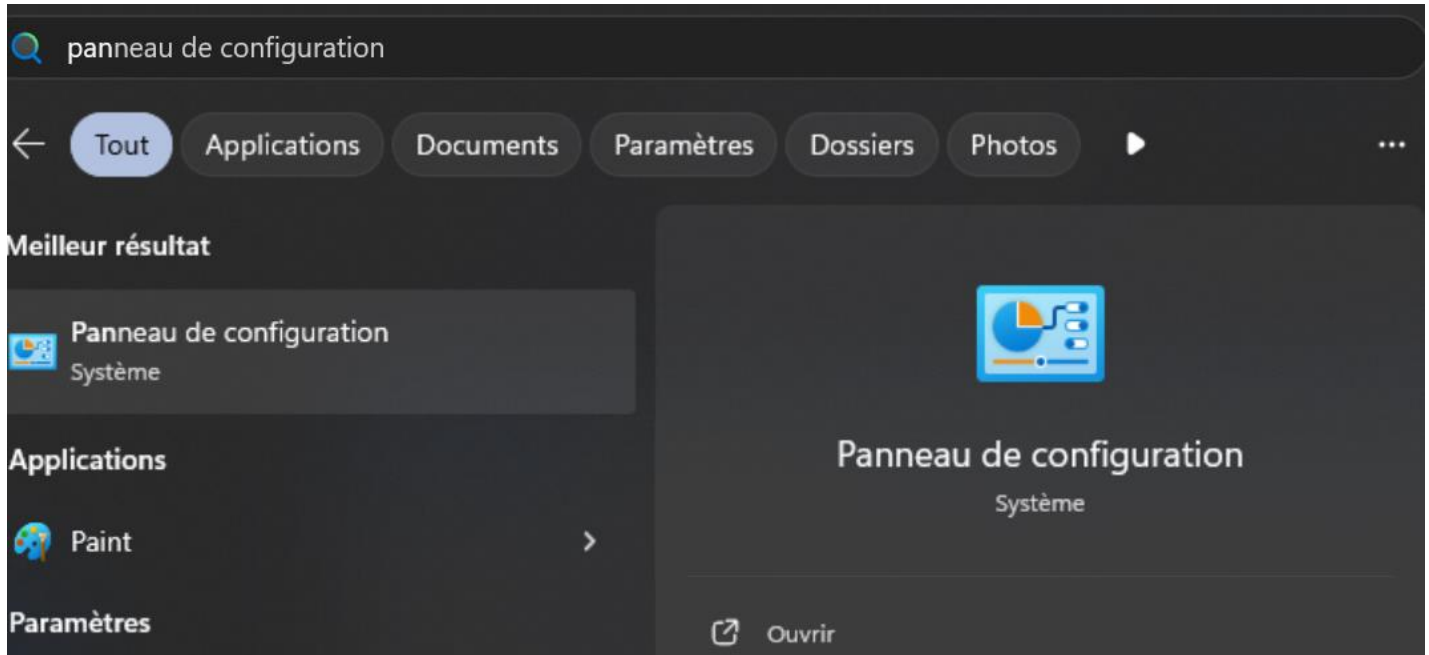 panneau de configuration
Tout Applications Documents Paramètres Dossiers Photos
Meilleur résultat
Panneau de configuration
Système
Applications
Paint
Paramètres
Panneau de configuration
Système
Ouvrir